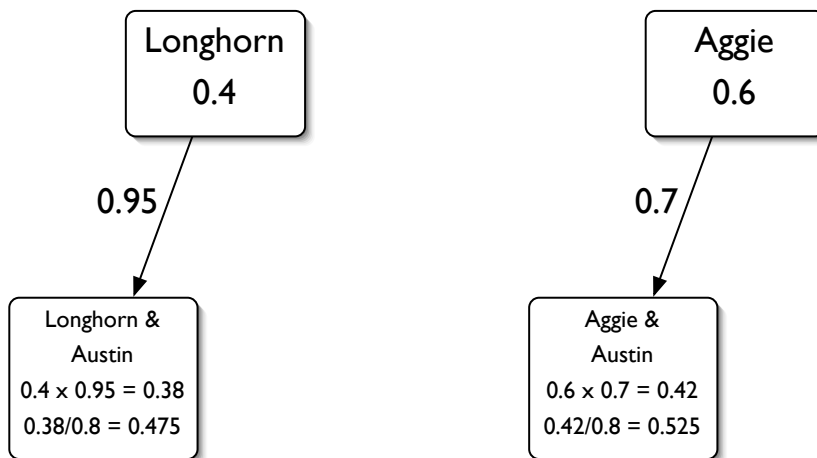 Longhorn
0.4
Aggie
0.6
0.95
0.7
Longhorn &
Austin
0.4 x 0.95 = 0.38
0.38/0.8 = 0.475
Aggie &
Austin
0.6 x 0.7 = 0.42
0.42/0.8 = 0.525